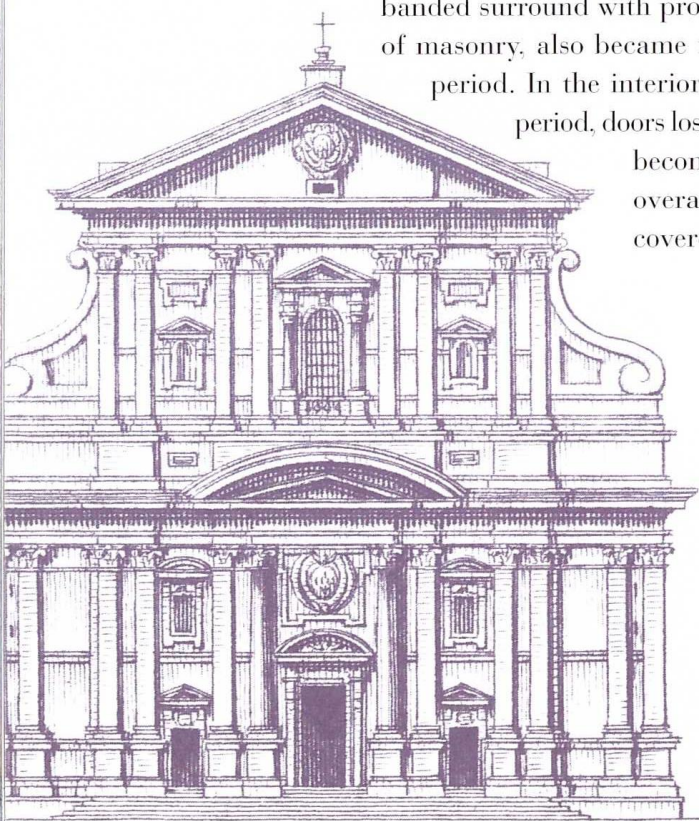 banded surround with pro
of masonry, also became
period. In the interior
period, doors los
becom
overa
cover